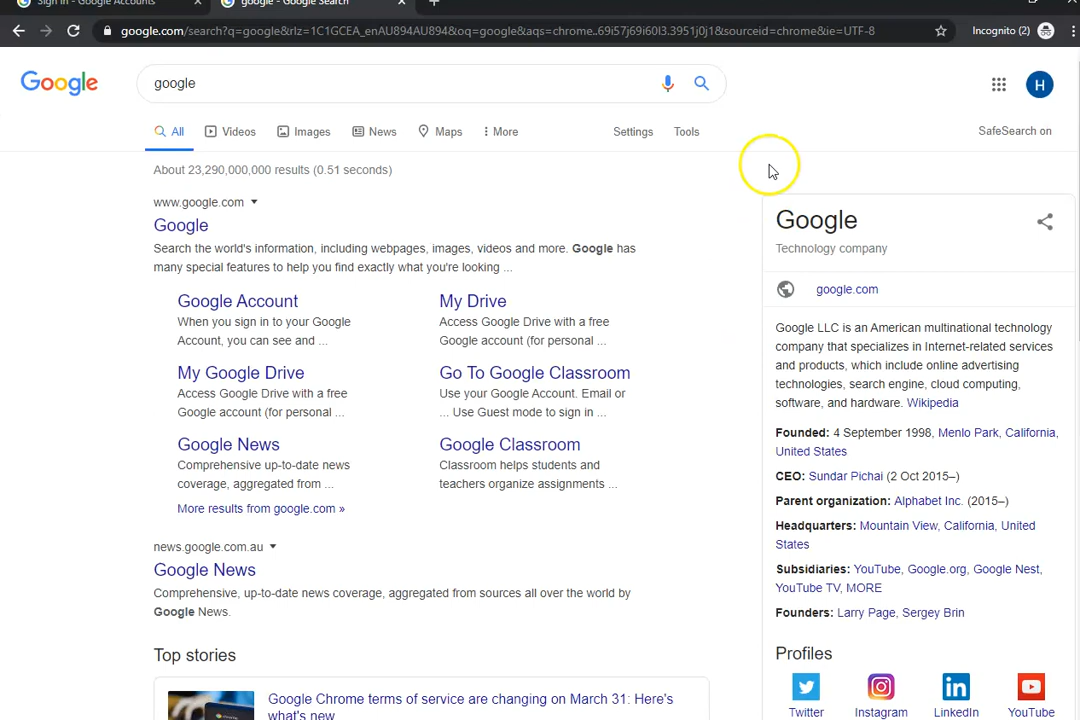 Sign in - Google Accounts
google - Google Search
google.com/search?q=google&rlz=1C1GCEA_enAU894AU894&oq=google&aqs=chrome..69i57j69i60l3.3951j0j1&sourceid=chrome&ie=UTF-8
Incognito (2)
Google
google
H
All
Videos
Images
News
Maps
More
Settings
Tools
SafeSearch on
About 23,290,000,000 results (0.51 seconds)
www.google.com
Google
Search the world's information, including webpages, images, videos and more. Google has
many special features to help you find exactly what you're looking ...
Google Account
When you sign in to your Google
Account, you can see and ...
My Drive
Access Google Drive with a free
Google account (for personal ...
My Google Drive
Access Google Drive with a free
Google account (for personal ...
Go To Google Classroom
Use your Google Account. Email or
... Use Guest mode to sign in ...
Google News
Comprehensive up-to-date news
coverage, aggregated from ...
Google Classroom
Classroom helps students and
teachers organize assignments ...
More results from google.com »
news.google.com.au
Google News
Comprehensive, up-to-date news coverage, aggregated from sources all over the world by
Google News.
Top stories
Google Chrome terms of service are changing on March 31: Here's
what's new
Google
Technology company
google.com
Google LLC is an American multinational technology
company that specializes in Internet-related services
and products, which include online advertising
technologies, search engine, cloud computing,
software, and hardware. Wikipedia
Founded: 4 September 1998, Menlo Park, California,
United States
CEO: Sundar Pichai (2 Oct 2015–)
Parent organization: Alphabet Inc. (2015–)
Headquarters: Mountain View, California, United
States
Subsidiaries: YouTube, Google.org, Google Nest,
YouTube TV, MORE
Founders: Larry Page, Sergey Brin
Profiles
Twitter
Instagram
LinkedIn
YouTube